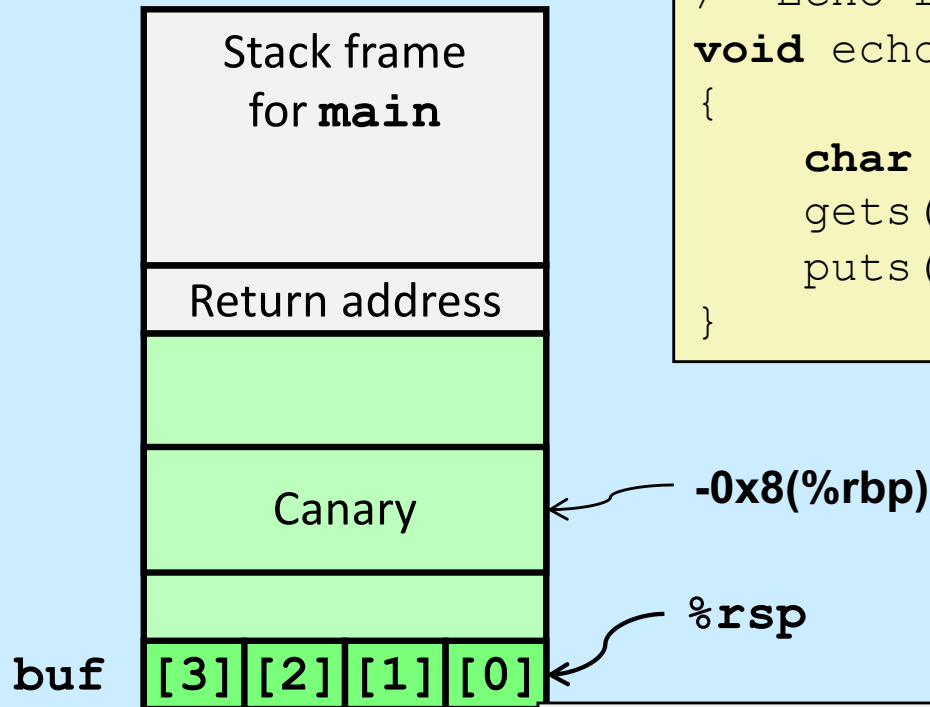 Stack frame
for main
Return address
Canary
buf [3] [2] [1] [0]
void echo
{
char
gets(
puts(
}
-0x8(%rbp)
%rsp